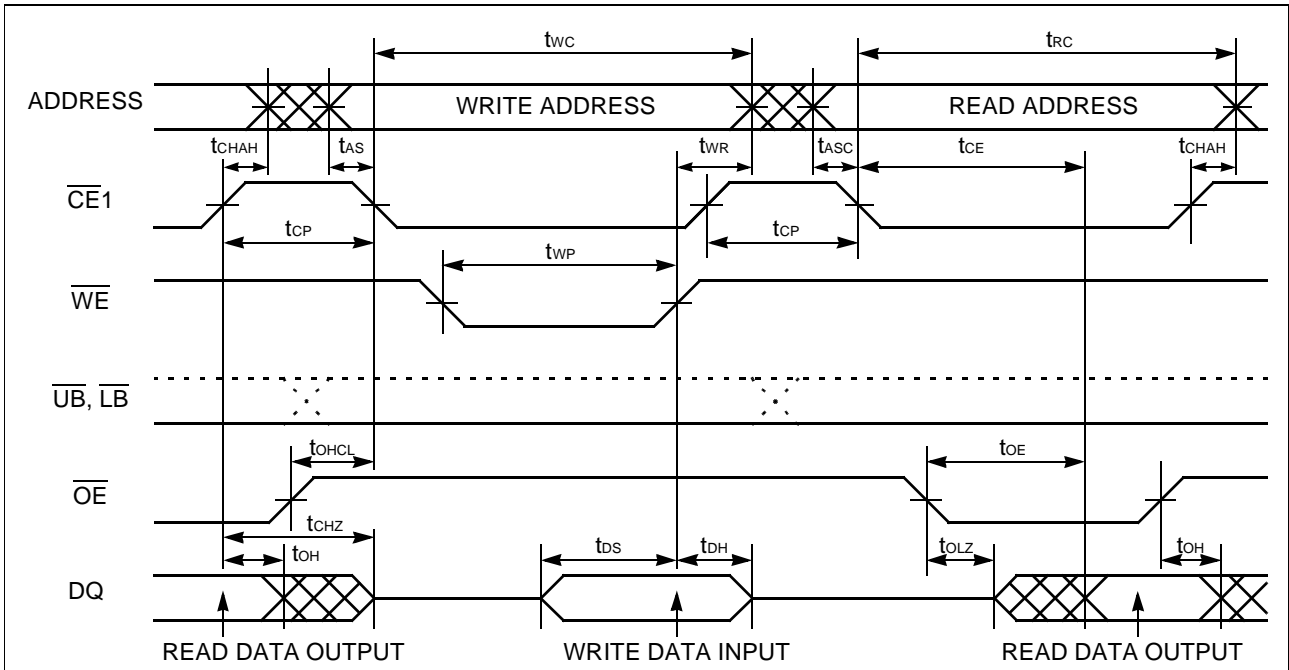 tWC
tRC
ADDRESS
WRITE ADDRESS
READ ADDRESS
tCHAH
tAS
tWR
tASC
tCE
tCHAH
CE1
tCP
tCP
tWP
WE
UB, LB
tOHCL
tOE
OE
tCHZ
tOH
tDS
tDH
tOLZ
tOH
DQ
READ DATA OUTPUT
WRITE DATA INPUT
READ DATA OUTPUT